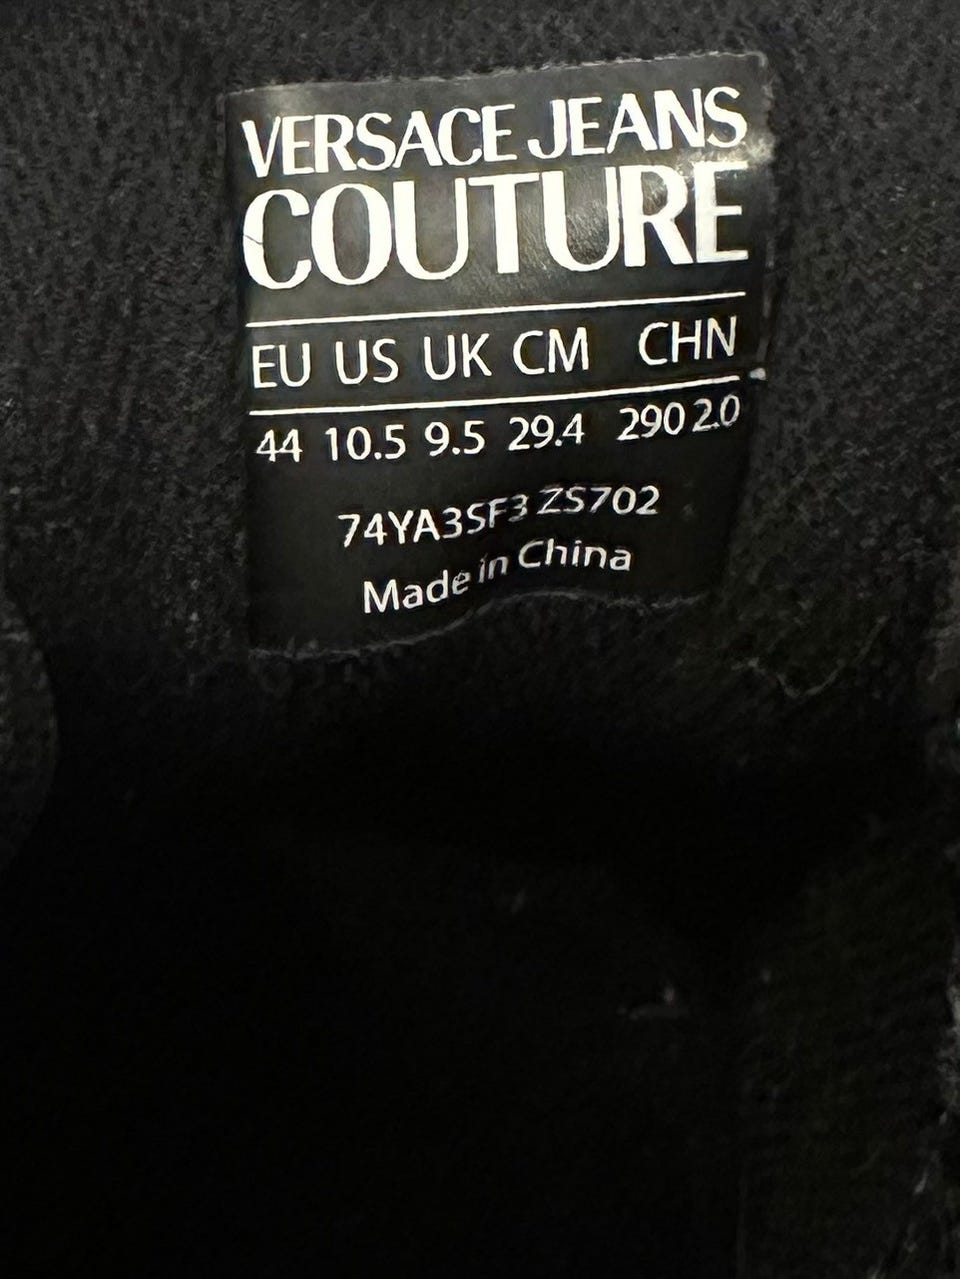 VERSACE JEANS
COUTURE
EU US UK CM CHN
44 10.5 9.5 29.4 290 2.0
74YA3SF3 ZS702
Made in China